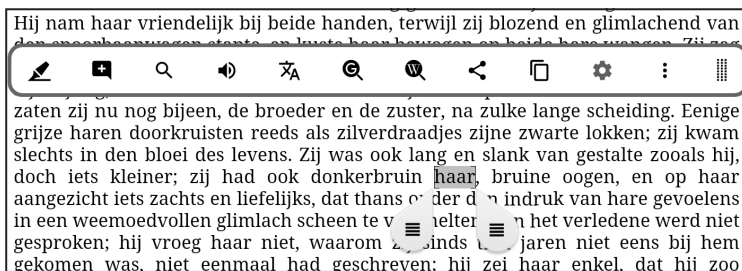 Hij nam haar vriendelijk bij beide handen, terwijl zij blozend en glimlachend van
zaten zij nu nog bijeen, de broeder en de zuster, na zulke lange scheiding. Eenige
grijze haren doorkruisten reeds als zilverdraadjes zijne zwarte lokken; zij kwam
slechts in den bloei des levens. Zij was ook lang en slank van gestalte zooals hij,
doch iets kleiner; zij had ook donkerbruin haar, bruine oogen, en op haar
aangezicht iets zachts en liefelijks, dat thans onder den indruk van hare gevoelens
in een weemoedvollen glimlach scheen te het verledene werd niet
gesproken; hij vroeg haar niet, waarom sinds jaren niet eens bij hem
gekomen was, niet eenmaal had geschreven; hij zei haar enkel, dat hij zoo